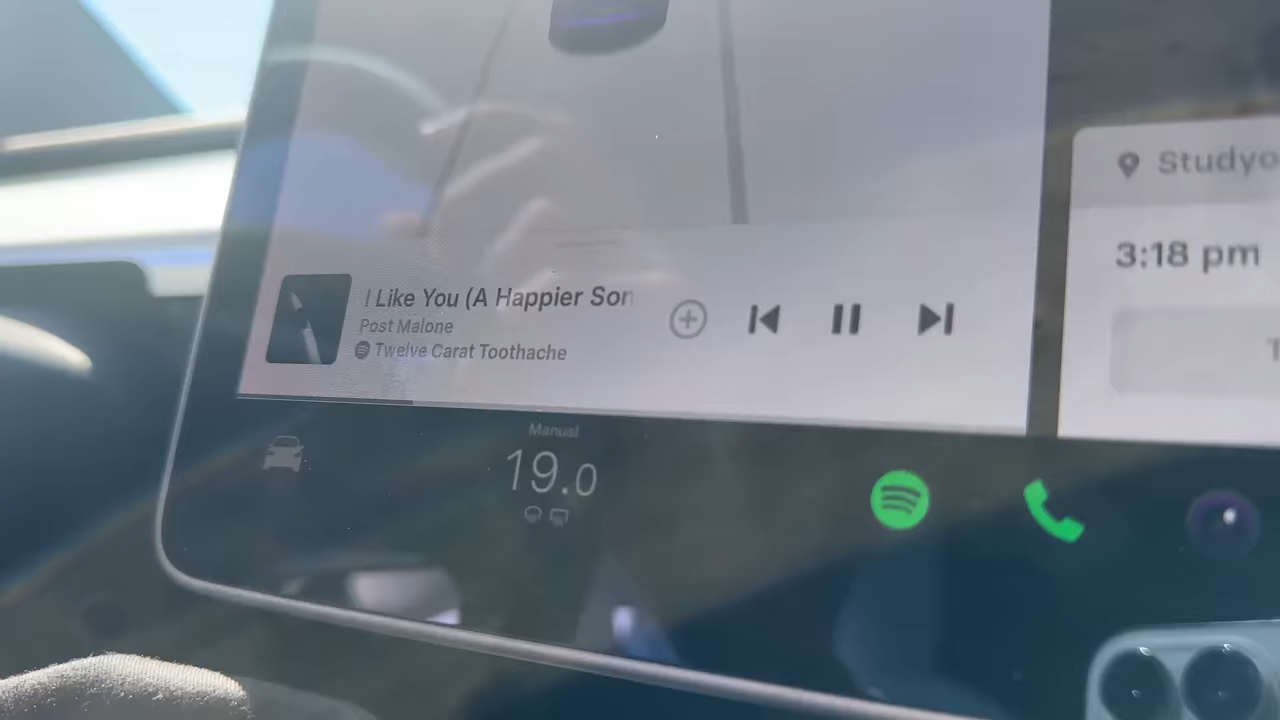 I Like You (A Happier Son
Post Malone
Twelve Carat Toothache
Studyo
3:18 pm
Manual
19.0